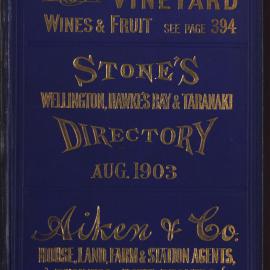 VINEYARD
WINES & FRUIT SEE PAGE 394
STONE'S
WELLINGTON, HAWKE'S BAY & TARANAKI
DIRECTORY
AUG. 1903
Aiken & Co.
HOUSE, LAND, FARM & STATION AGENTS,